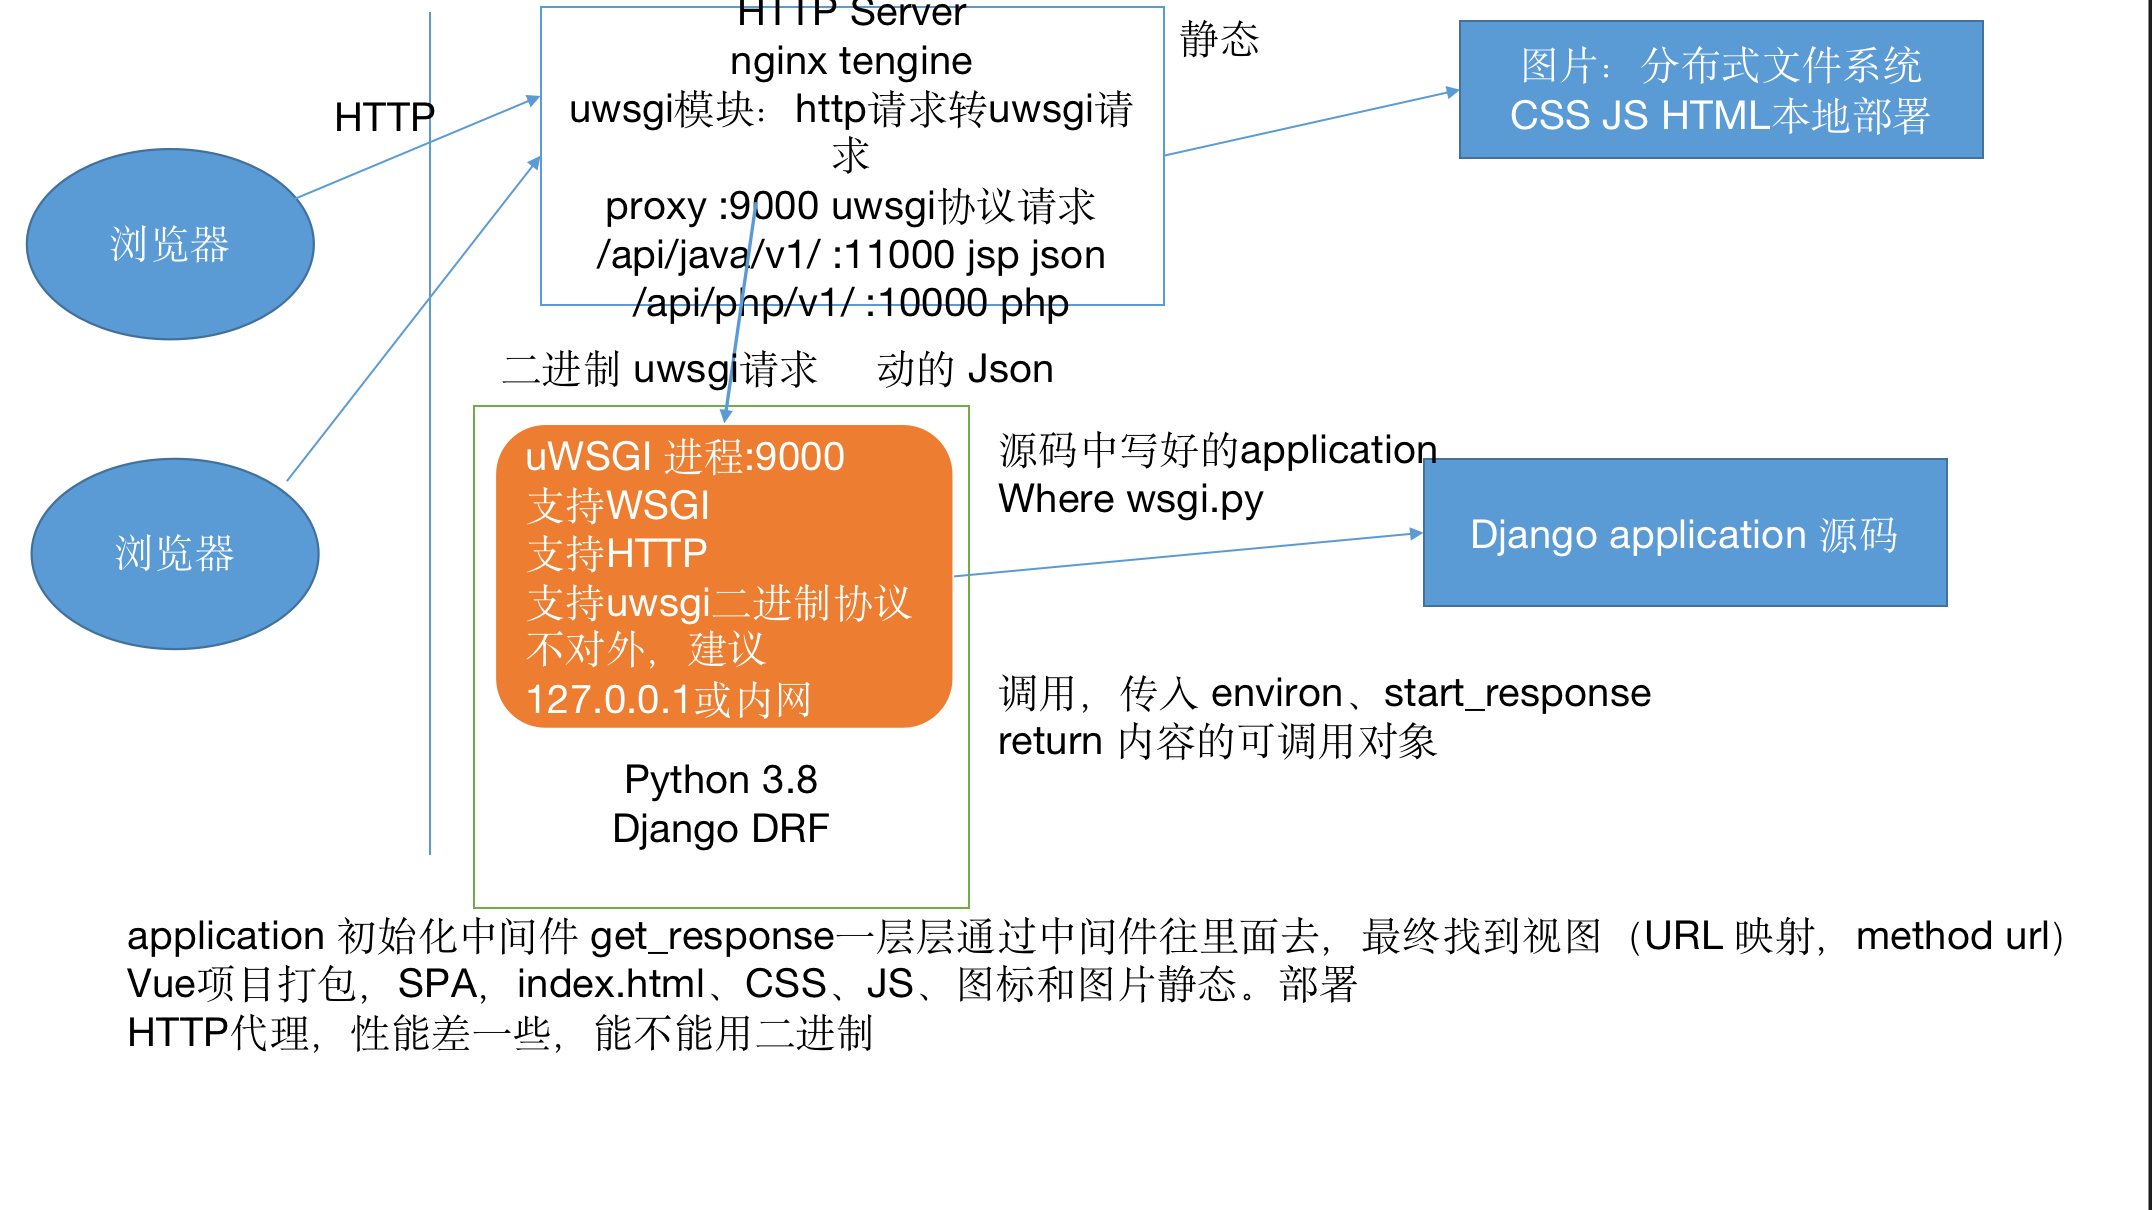 HTTP Server
nginx tengine
uwsgi模块：http请求转uwsgi请
求
proxy :9000 uwsgi协议请求
/api/java/v1/ :11000 jsp json
/api/php/v1/ :10000 php
静态
图片：分布式文件系统
CSS JS HTML本地部署
HTTP
浏览器
浏览器
二进制 uwsgi请求
动的 Json
uWSGI 进程:9000
支持WSGI
支持HTTP
支持uwsgi二进制协议
不对外，建议
127.0.0.1或内网
Python 3.8
Django DRF
源码中写好的application
Where wsgi.py
Django application 源码
调用，传入 environ、start_response
return 内容的可调用对象
application 初始化中间件 get_response一层层通过中间件往里面去，最终找到视图（URL 映射，method url）
Vue项目打包，SPA，index.html、CSS、JS、图标和图片静态。部署
HTTP代理，性能差一些，能不能用二进制